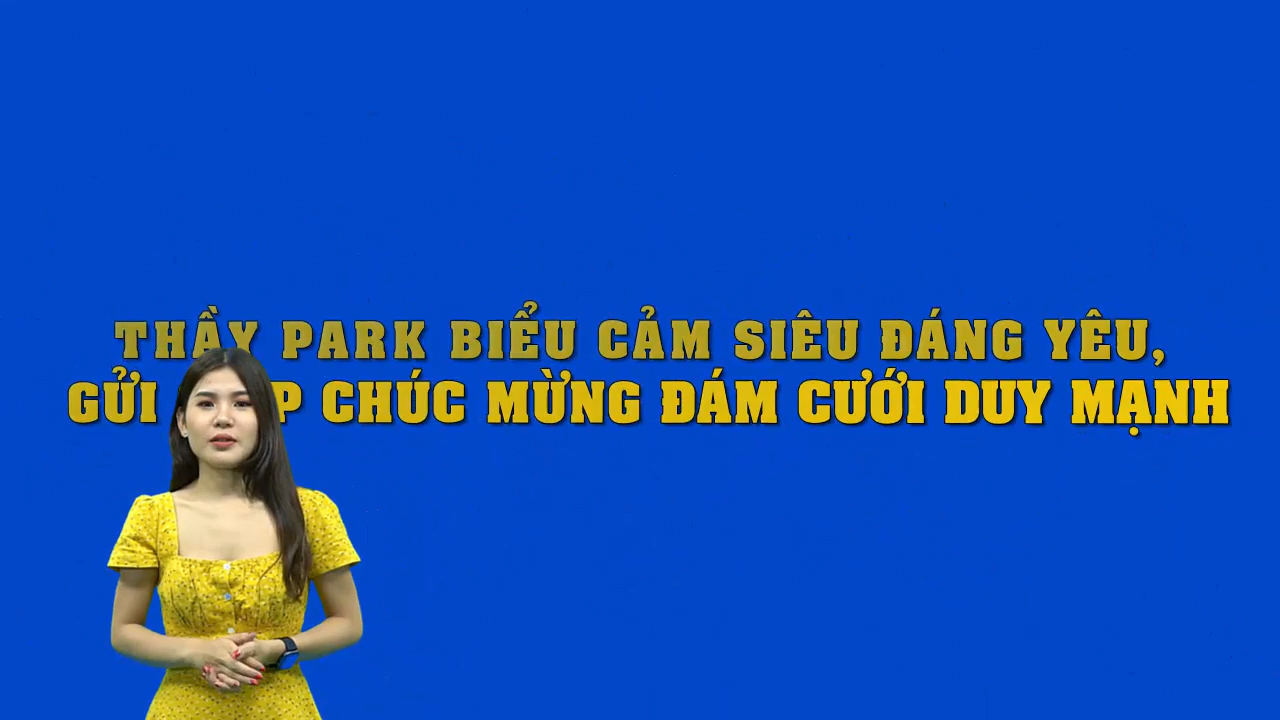 THẦY PARK BIỂU CẢM SIÊU ĐÁNG YÊU,
GỬI CHÚC MỪNG ĐÁM CƯỚI DUY MẠNH